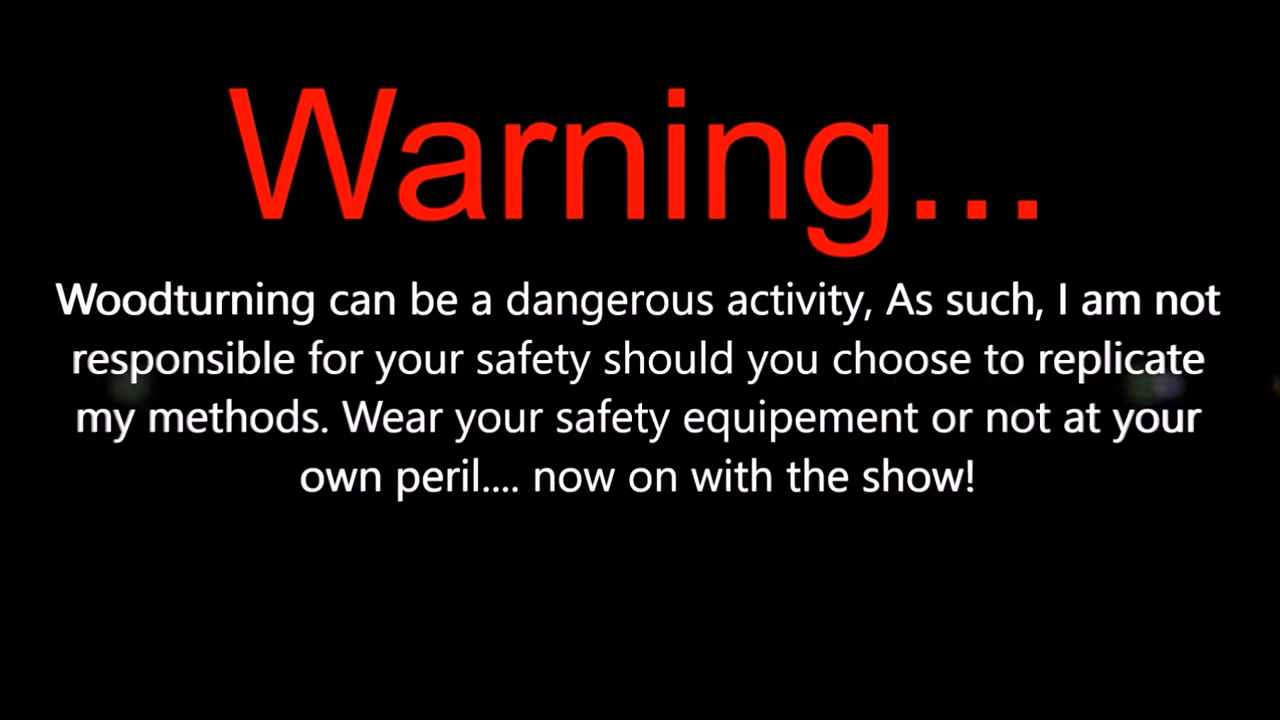 Warning...
Woodturning can be a dangerous activity, As such, I am not
responsible for your safety should you choose to replicate
my methods. Wear your safety equipement or not at your
own peril.... now on with the show!